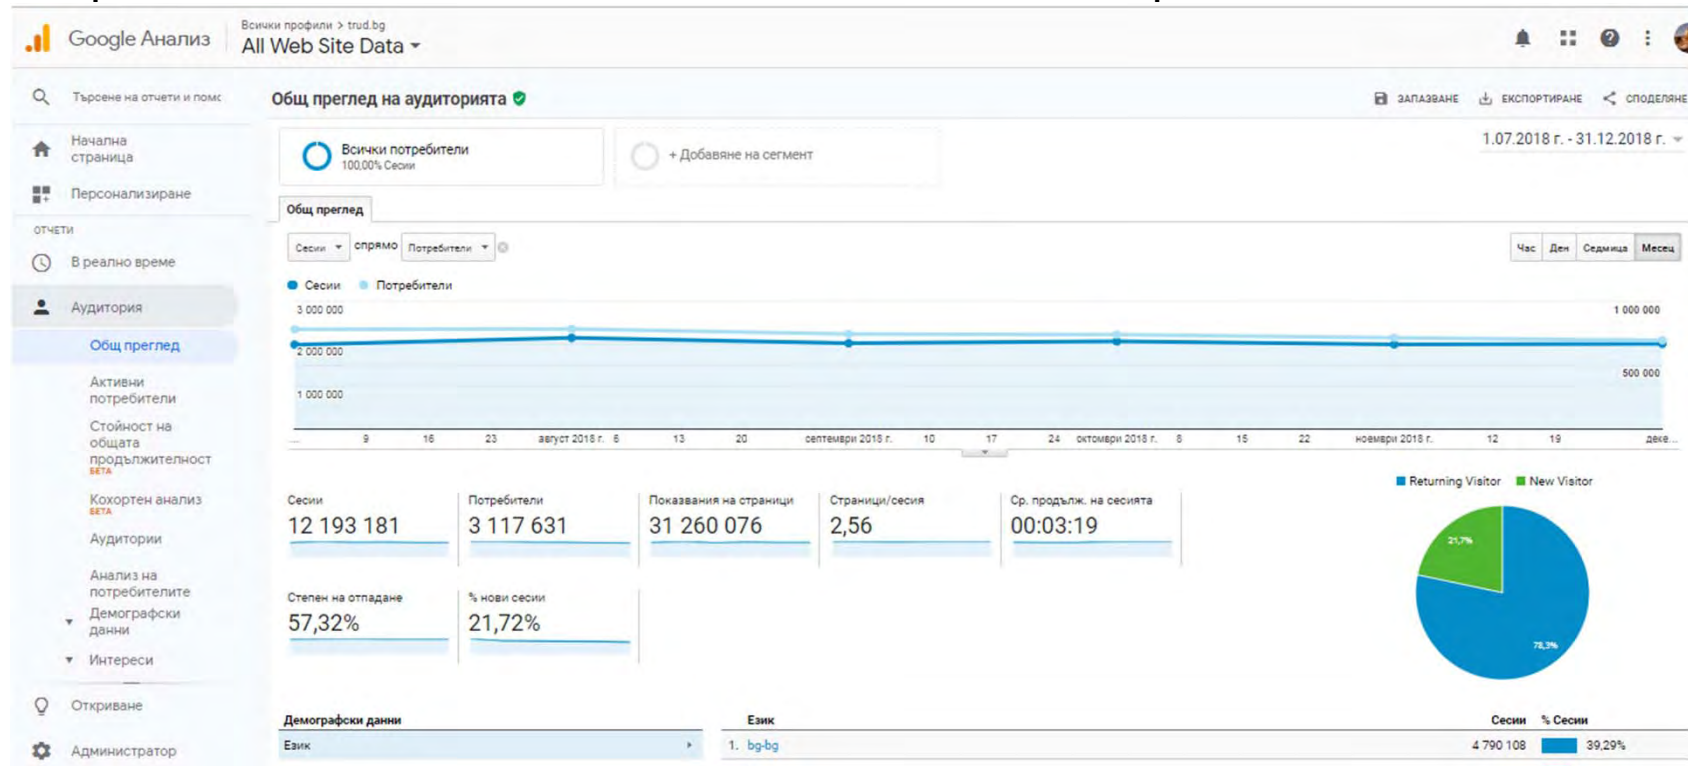 Google Анализ
Всички профили > trud.bg
All Web Site Data
Търсене на отчети и помс
Общ преглед на аудиторията
ЗАПАЗВАНЕ
ЕКСПОРТИРАНЕ
СПОДЕЛЯНЕ
Начална
страница
Персонализиране
ОТЧЕТИ
В реално време
Аудитория
Общ преглед
Активни
потребители
Стойност на
общата
продължителност
БЕТА
Кохортен анализ
БЕТА
Аудитории
Анализ на
потребителите
Демографски
данни
Интереси
Откриване
Администратор
Всички потребители
100,00% Сесии
+ Добавяне на сегмент
1.07.2018 г. - 31.12.2018 г.
Общ преглед
Сесии спрямо Потребители
Час Ден Седмица Месец
Сесии Потребители
3 000 000
1 000 000
2 000 000
500 000
1 000 000
... 9 16 23 август 2018 г. 6 13 20 септември 2018 г. 10 17 24 октомври 2018 г. 8 15 22 ноември 2018 г. 12 19 деке...
Сесии
12 193 181
Потребители
3 117 631
Показвания на страници
31 260 076
Страници/сесия
2,56
Ср. продълж. на сесията
00:03:19
Степен на отпадане
57,32%
% нови сесии
21,72%
Returning Visitor New Visitor
21,7%
78,3%
Демографски данни
Език
Език Сесии % Сесии
1. bg-bg 4 790 108 39,29%